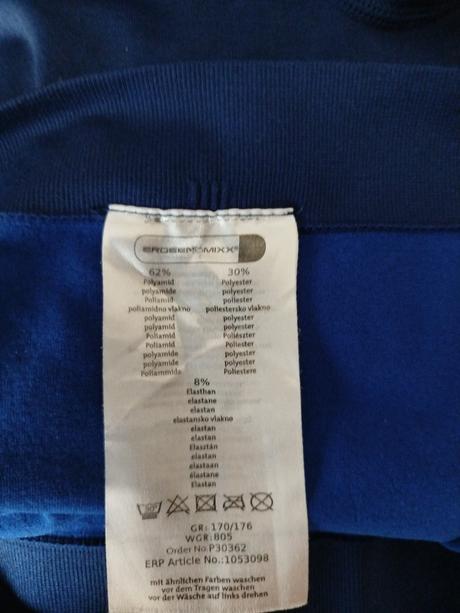 ERGEENOMIXX®
62% 30%
Polyamid Polyester
polyamide polyester
Poliamid poliester
poliamidno vlakno poliestersko vlakno
polyamid polyester
polyamid polyester
Poliamid Poliészter
Poliamid Poliester
polyamide polyester
polyamide polyester
Poliammide Poliestere
8%
Elasthan
elastane
elastan
elastansko vlakno
elastan
elastan
Elasztán
elastan
elastaan
élastane
Elastan
GR: 170/176
WGR: 805
Order No.P30362
ERP Article No.:1053098
mit ähnlichen Farben waschen
vor dem Tragen waschen
vor der Wäsche auf links drehen